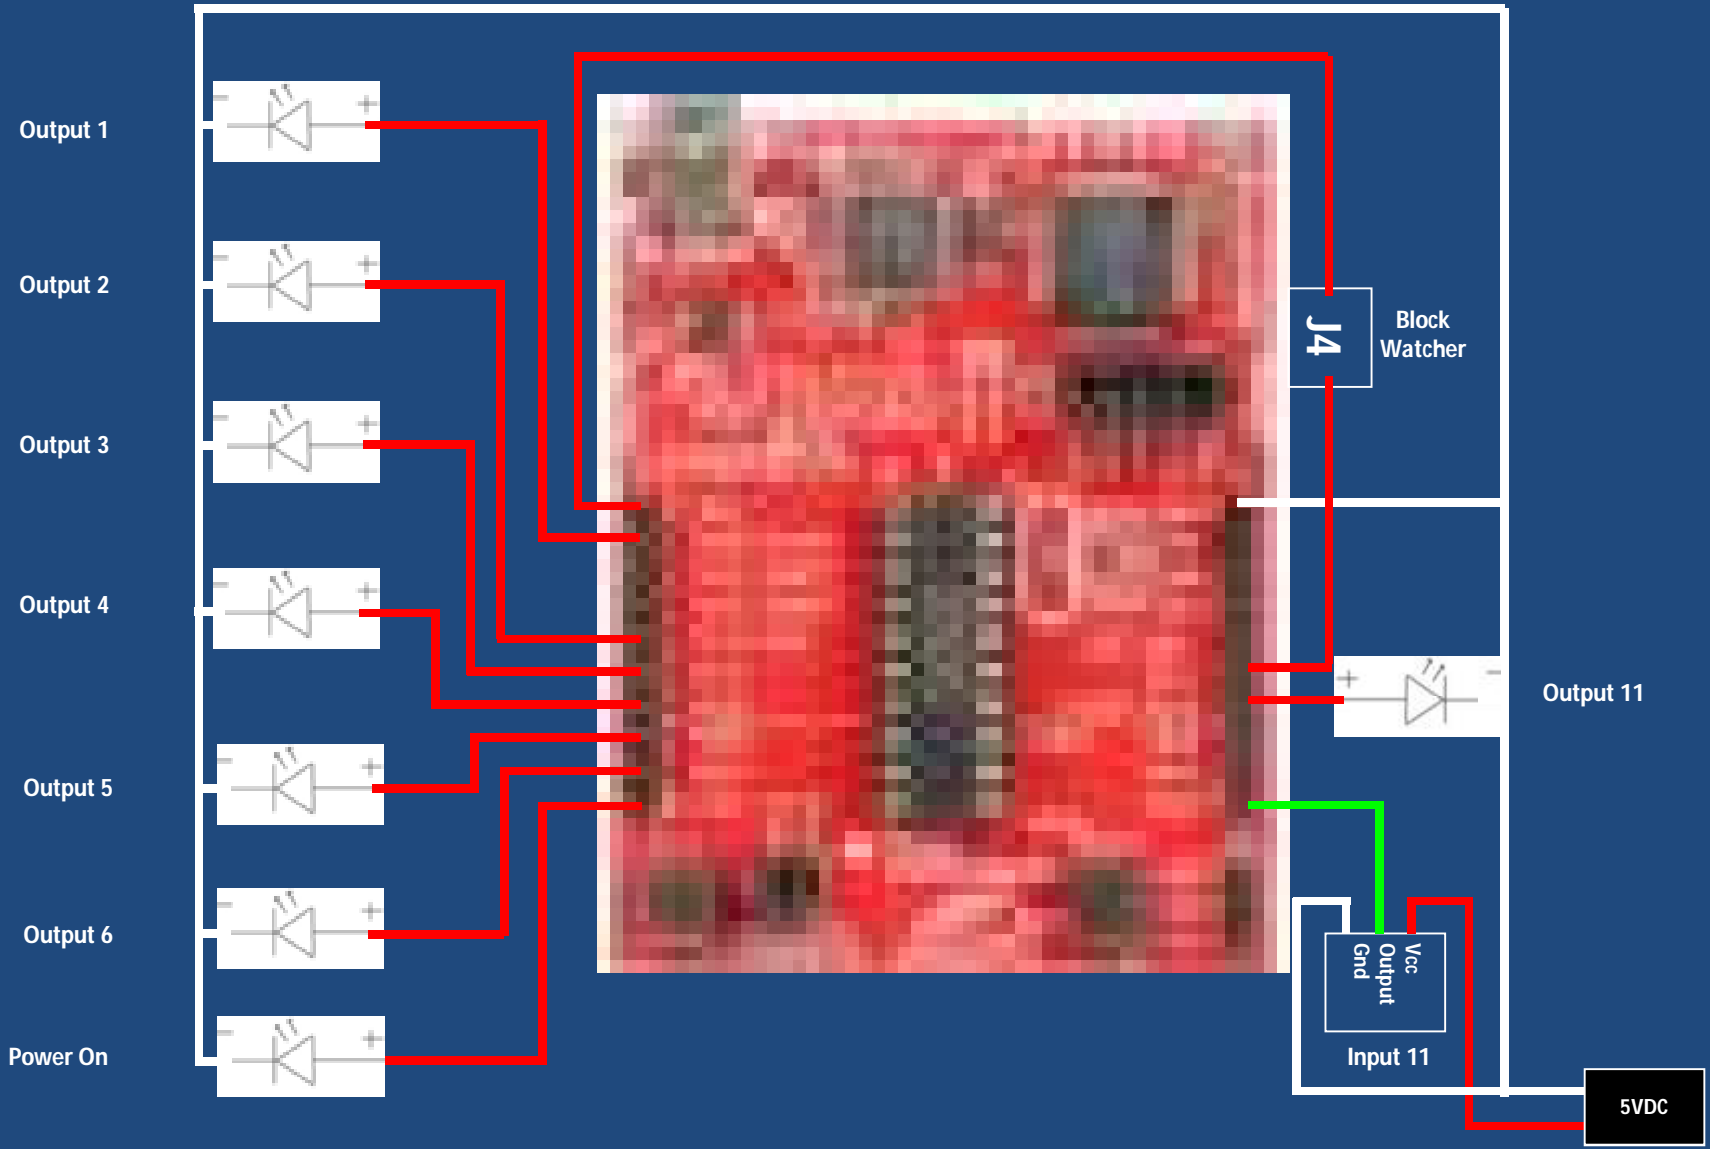 Output 1
Output 2
Output 3
Output 4
Output 5
Output 6
Power On
J4
Block
Watcher
Output 11
Gnd
Output
Vcc
Input 11
5VDC